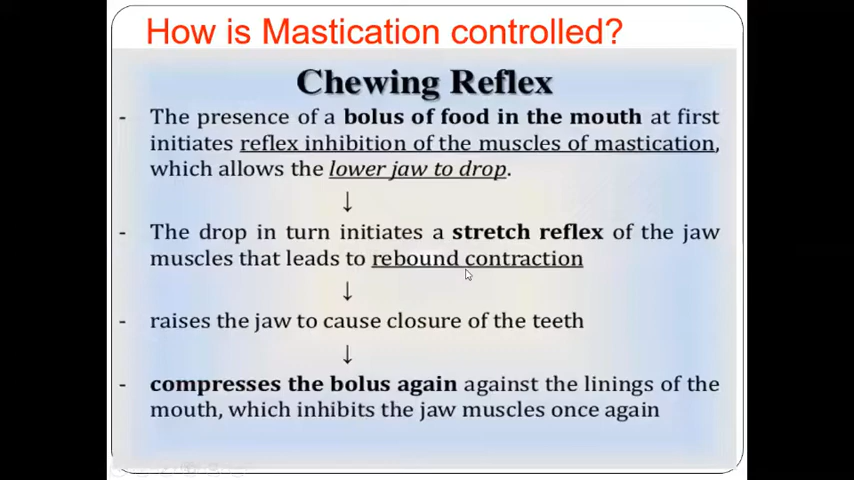 How is Mastication controlled?
Chewing Reflex
- The presence of a bolus of food in the mouth at first
initiates reflex inhibition of the muscles of mastication,
which allows the lower jaw to drop.
↓
- The drop in turn initiates a stretch reflex of the jaw
muscles that leads to rebound contraction
↓
- raises the jaw to cause closure of the teeth
↓
- compresses the bolus again against the linings of the
mouth, which inhibits the jaw muscles once again